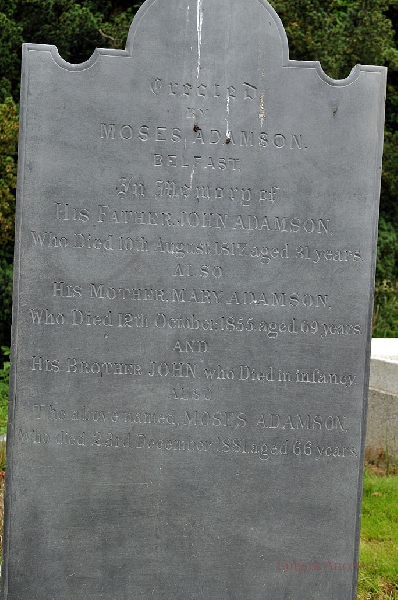 Erected
BY
MOSES ADAMSON.
BELFAST.
In Memory of
HIS FATHER, JOHN ADAMSON.
Who Died 10th August 1817, aged 31 years
ALSO
HIS MOTHER, MARY ADAMSON.
Who Died 12th October 1855, aged 69 years
AND
HIS BROTHER JOHN, who Died in infancy
ALSO
The above named, MOSES ADAMSON,
who died 23rd December 1881, aged 66 years